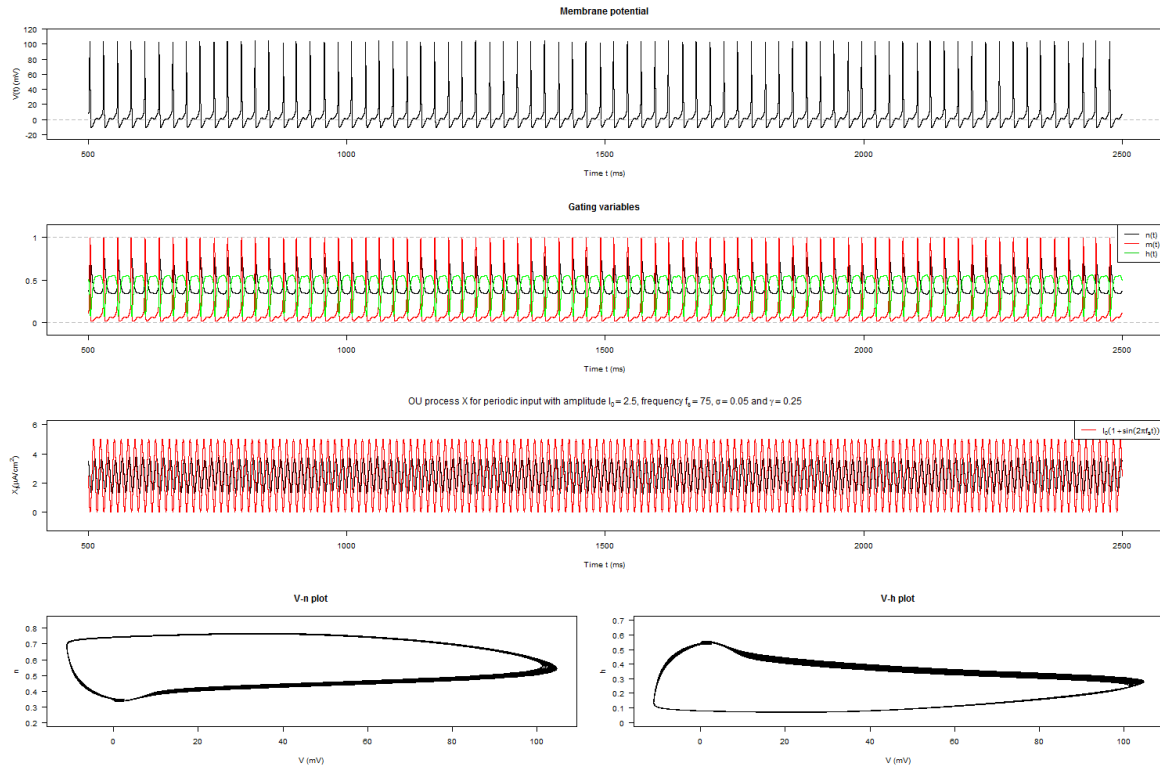 Membrane potential
V(t) (mV)
120
100
80
60
40
20
0
-20
500 1000 1500 2000 2500
Time t (ms)
Gating variables
1
0.5
0
n(t)
m(t)
h(t)
500 1000 1500 2000 2500
Time t (ms)
OU process X for periodic input with amplitude I₀ = 2.5, frequency fₛ = 75, σ = 0.05 and γ = 0.25
6
4
2
0
I₀(1 + sin(2πfₛt))
500 1000 1500 2000 2500
Time t (ms)
V-n plot
n
0.8
0.7
0.6
0.5
0.4
0.3
0.2
0 20 40 60 80 100
V (mV)
V-h plot
h
0.7
0.6
0.5
0.4
0.3
0.2
0.1
0
0 20 40 60 80 100
V (mV)